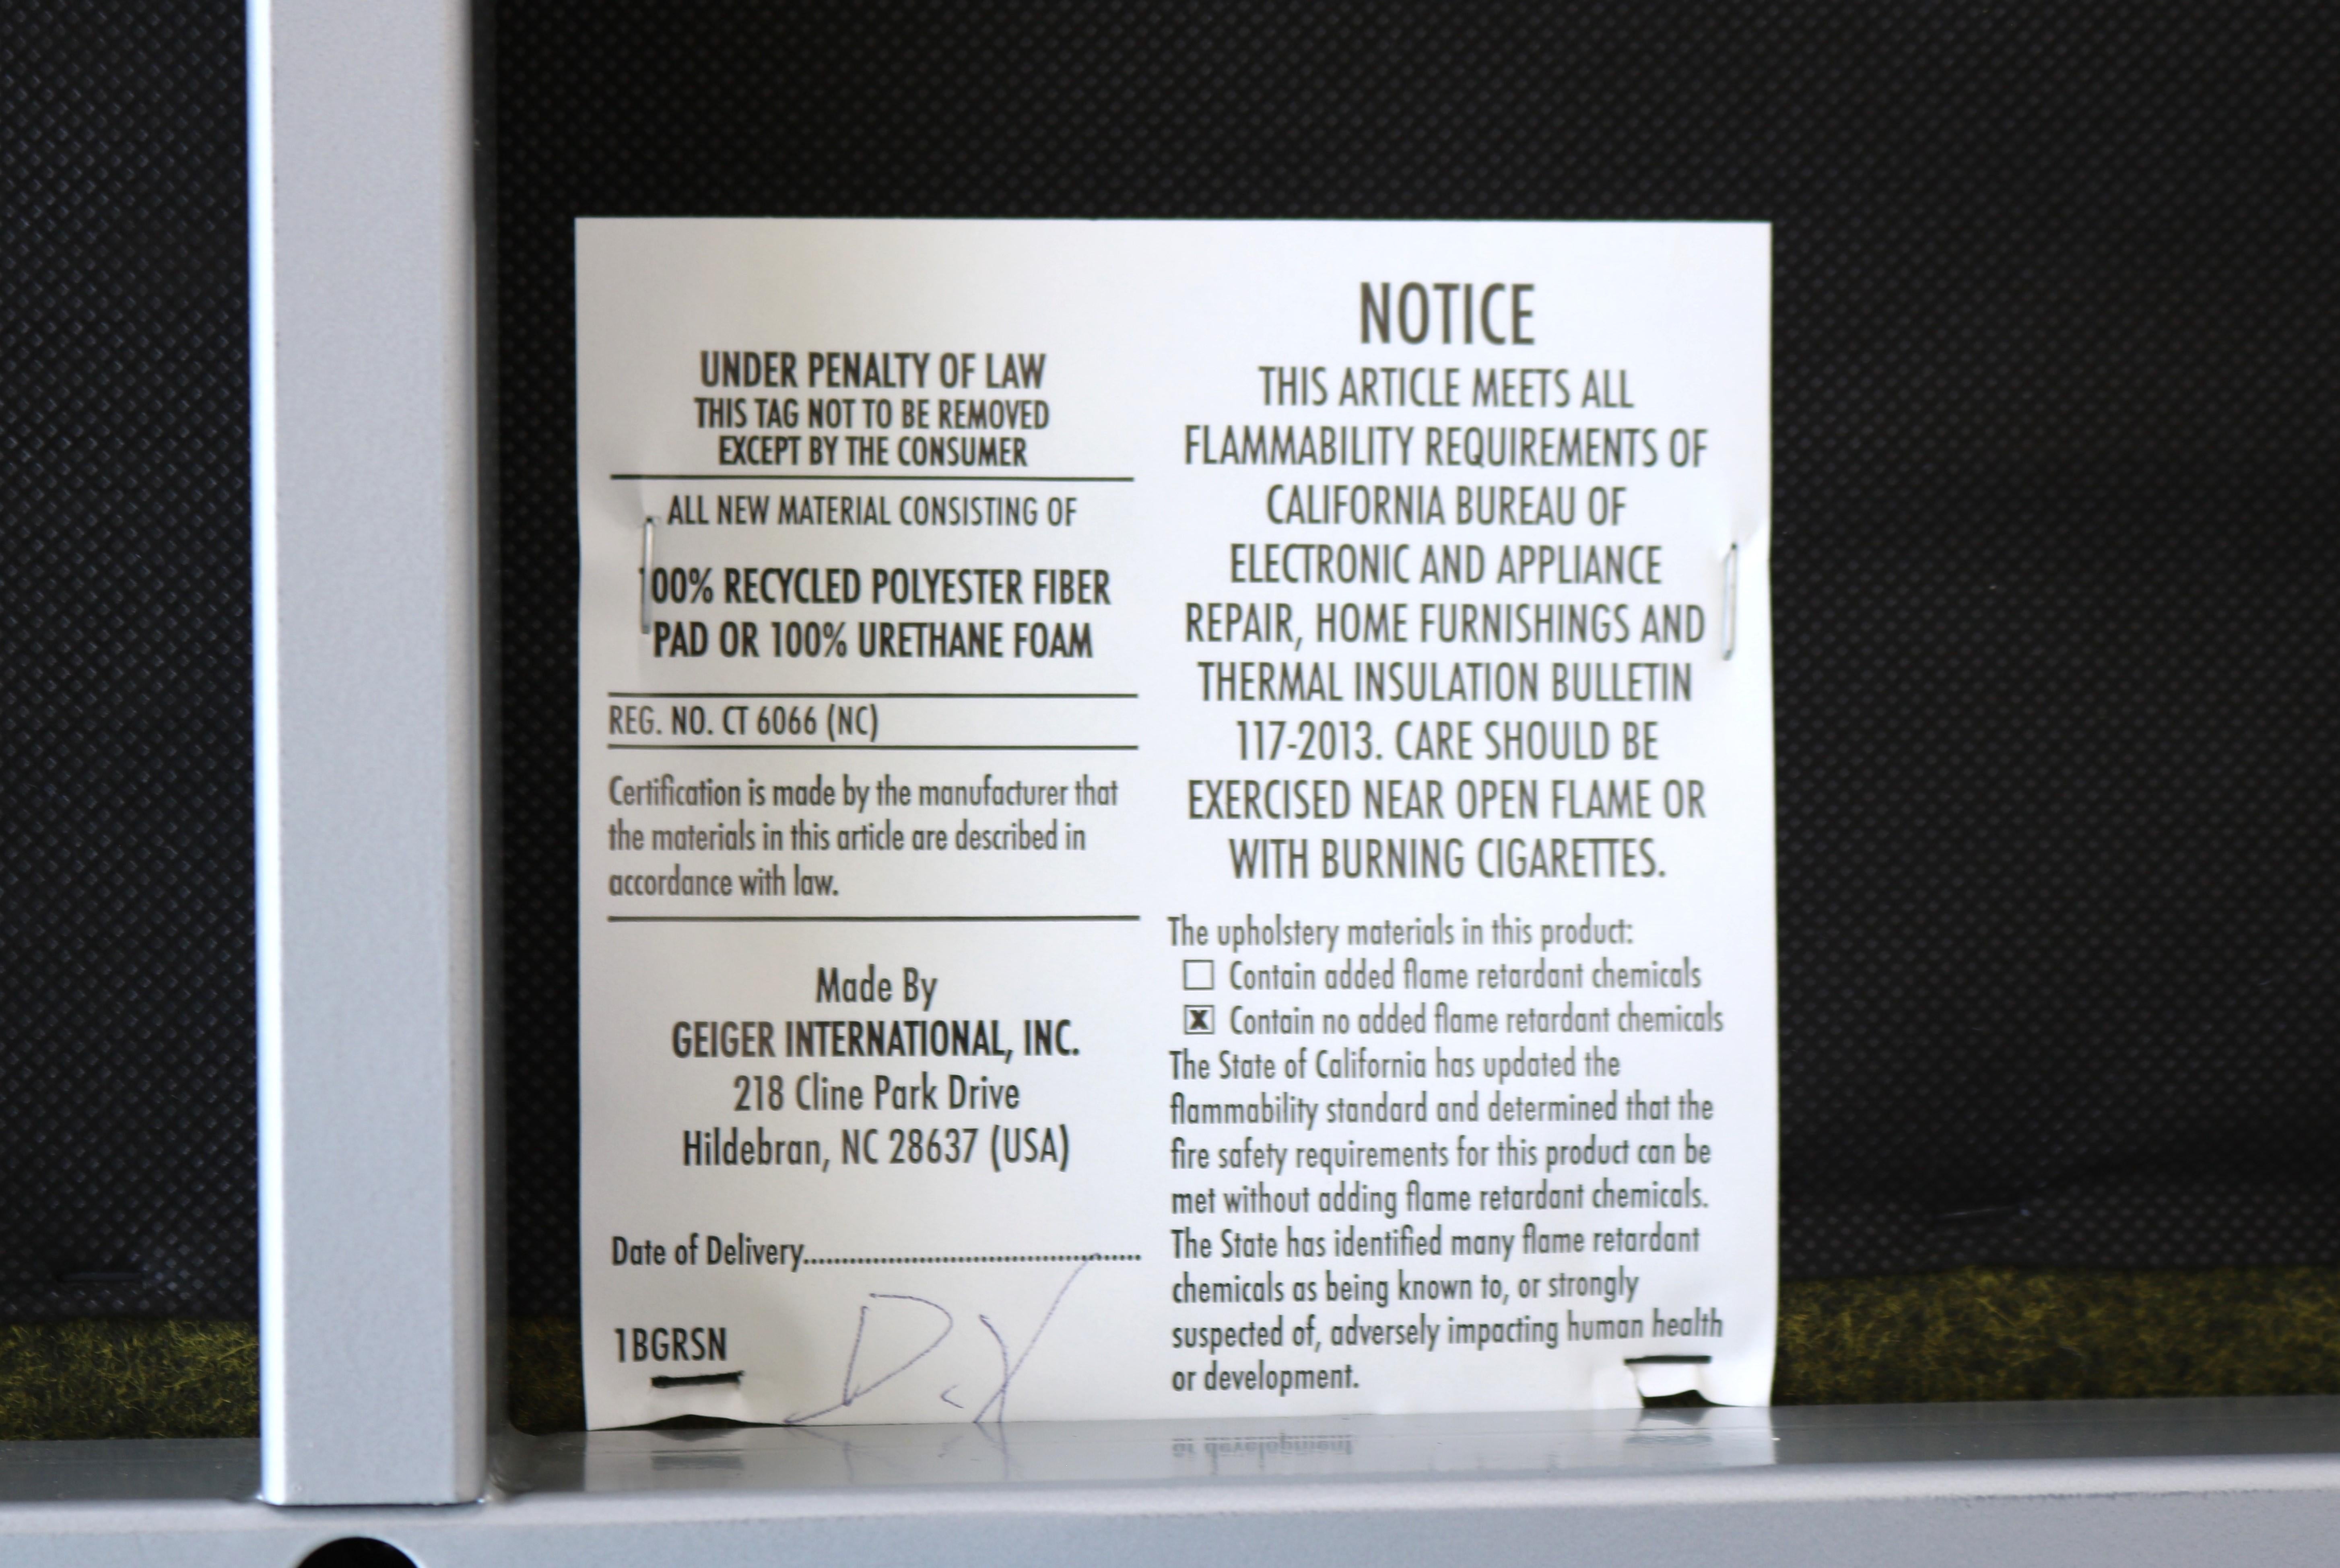 UNDER PENALTY OF LAW
THIS TAG NOT TO BE REMOVED
EXCEPT BY THE CONSUMER
ALL NEW MATERIAL CONSISTING OF
100% RECYCLED POLYESTER FIBER
PAD OR 100% URETHANE FOAM
REG. NO. CT 6066 (NC)
Certification is made by the manufacturer that
the materials in this article are described in
accordance with law.
Made By
GEIGER INTERNATIONAL, INC.
218 Cline Park Drive
Hildebran, NC 28637 (USA)
Date of Delivery
1BGRSN
NOTICE
THIS ARTICLE MEETS ALL
FLAMMABILITY REQUIREMENTS OF
CALIFORNIA BUREAU OF
ELECTRONIC AND APPLIANCE
REPAIR, HOME FURNISHINGS AND
THERMAL INSULATION BULLETIN
117-2013. CARE SHOULD BE
EXERCISED NEAR OPEN FLAME OR
WITH BURNING CIGARETTES.
The upholstery materials in this product:
☐ Contain added flame retardant chemicals
☒ Contain no added flame retardant chemicals
The State of California has updated the
flammability standard and determined that the
fire safety requirements for this product can be
met without adding flame retardant chemicals.
The State has identified many flame retardant
chemicals as being known to, or strongly
suspected of, adversely impacting human health
or development.